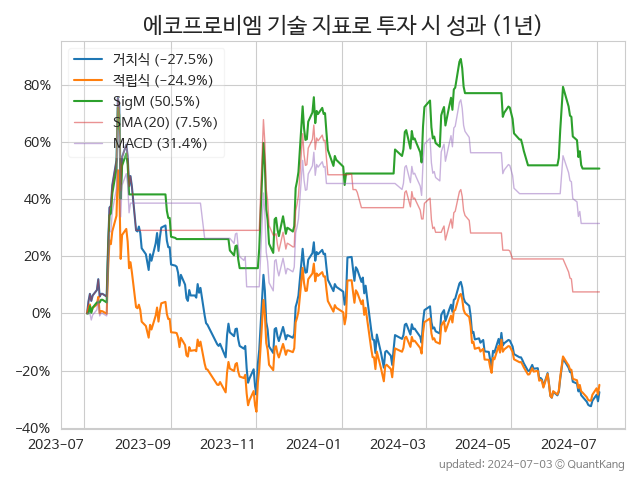 에코프로비엠 기술 지표로 투자 시 성과 (1년)
거치식 (−27.5%)
적립식 (−24.9%)
SigM (50.5%)
SMA(20) (7.5%)
MACD (31.4%)
80%
60%
40%
20%
0%
−20%
−40%
2023-07 2023-09 2023-11 2024-01 2024-03 2024-05 2024-07
updated: 2024-07-03 ⓒ QuantKang